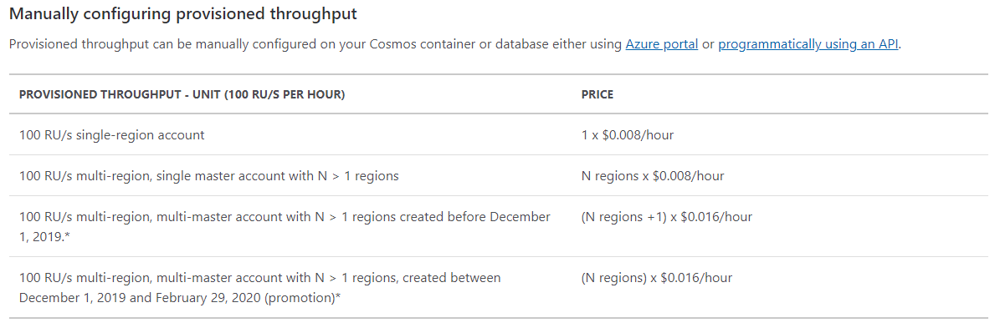 Manually configuring provisioned throughput
Provisioned throughput can be manually configured on your Cosmos container or database either using Azure portal or programmatically using an API.
PROVISIONED THROUGHPUT - UNIT (100 RU/S PER HOUR) PRICE
100 RU/s single-region account 1 x $0.008/hour
100 RU/s multi-region, single master account with N > 1 regions N regions x $0.008/hour
100 RU/s multi-region, multi-master account with N > 1 regions created before December (N regions +1) x $0.016/hour
1, 2019.*
100 RU/s multi-region, multi-master account with N > 1 regions, created between (N regions) x $0.016/hour
December 1, 2019 and February 29, 2020 (promotion)*